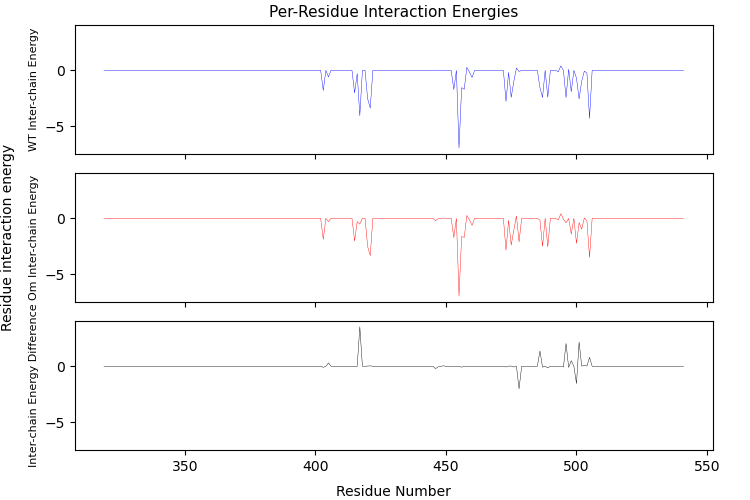 Per-Residue Interaction Energies
Residue interaction energy
WT Inter-chain Energy
0
−5
Om Inter-chain Energy
0
−5
Inter-chain Energy Difference
0
−5
350
400
450
500
550
Residue Number